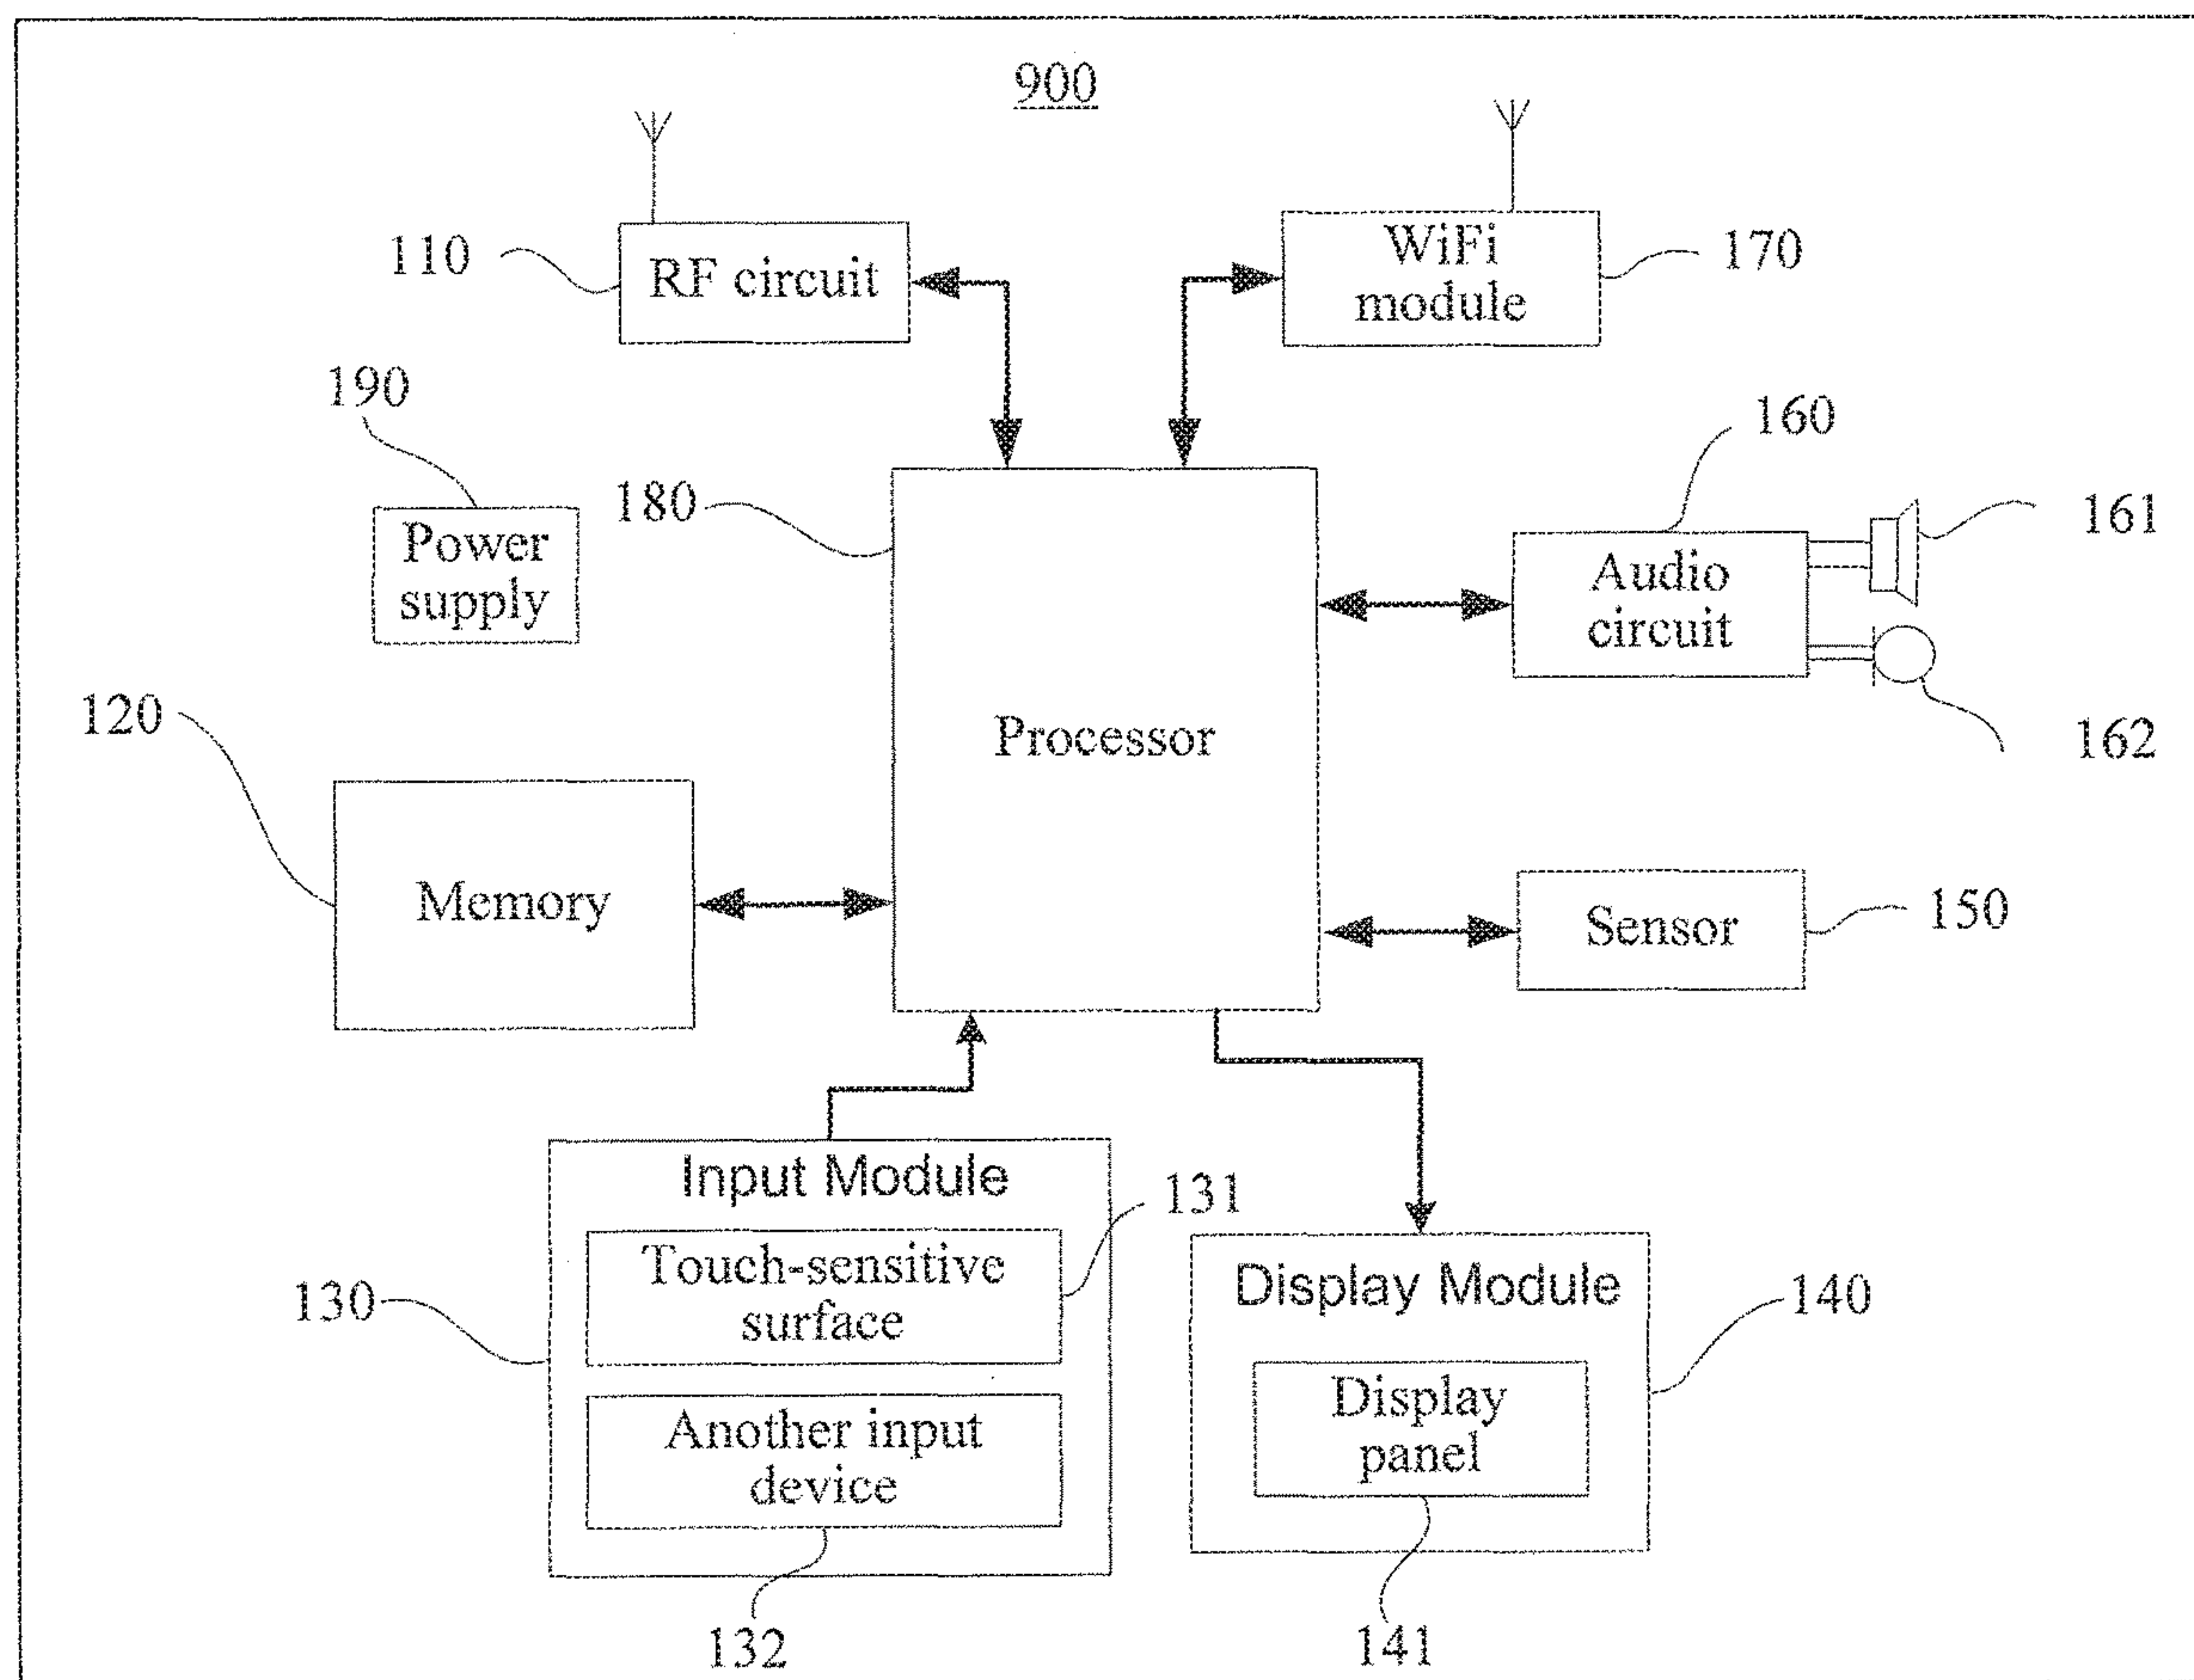 900
110
RF circuit
WiFi
module
170
190
Power
supply
180
Processor
160
Audio
circuit
161
162
120
Memory
Sensor
150
Input Module
131
Touch-sensitive
surface
130
Another input
device
132
Display Module
140
Display
panel
141